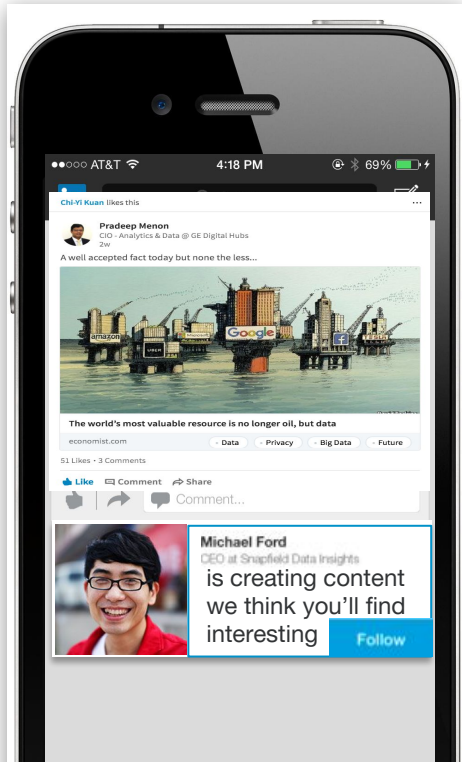 AT&T 4:18 PM 69%
Chi-Yi Kuan likes this
Pradeep Menon
CIO - Analytics & Data @ GE Digital Hubs
2w
A well accepted fact today but none the less...
amazon
UBER
Google
The world's most valuable resource is no longer oil, but data
economist.com Data Privacy Big Data Future
51 Likes • 3 Comments
Like Comment Share
Comment...
Michael Ford
CEO at Snapfield Data Insights
is creating content
we think you'll find
interesting
Follow